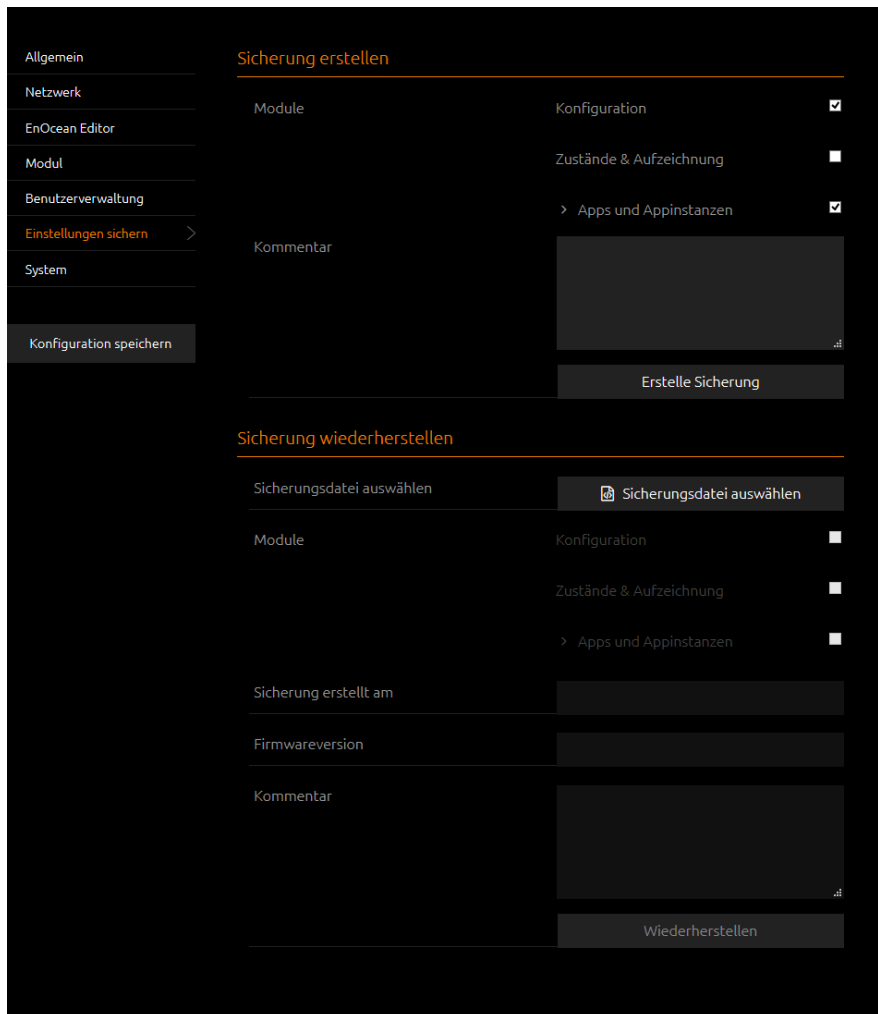 Allgemein
Netzwerk
EnOcean Editor
Modul
Benutzerverwaltung
Einstellungen sichern
System
Konfiguration speichern
Sicherung erstellen
Module
Konfiguration
Zustände & Aufzeichnung
Apps und Appinstanzen
Kommentar
Erstelle Sicherung
Sicherung wiederherstellen
Sicherungsdatei auswählen
Sicherungsdatei auswählen
Module
Konfiguration
Zustände & Aufzeichnung
Apps und Appinstanzen
Sicherung erstellt am
Firmwareversion
Kommentar
Wiederherstellen